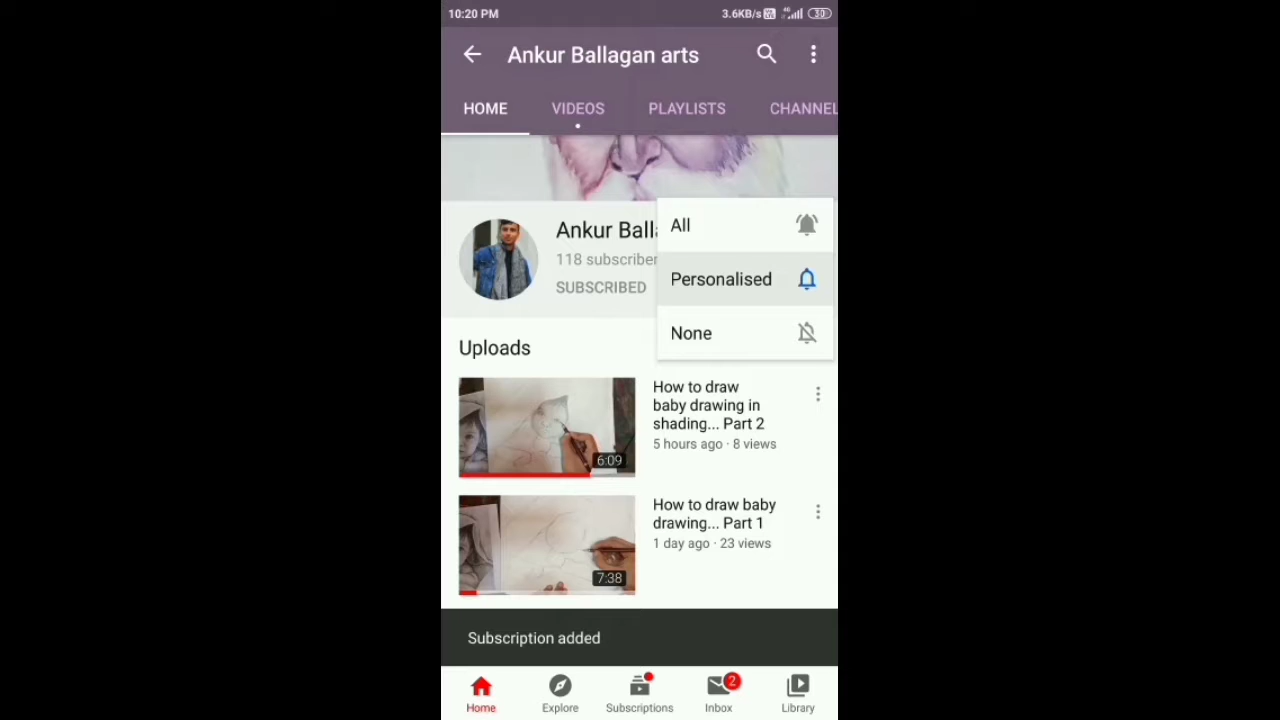 10:20 PM
3.6KB/s
4G
30
Ankur Ballagan arts
HOME
VIDEOS
PLAYLISTS
CHANNEL
Ankur Ball
118 subscriber
SUBSCRIBED
All
Personalised
None
Uploads
How to draw
baby drawing in
shading... Part 2
5 hours ago · 8 views
6:09
How to draw baby
drawing... Part 1
1 day ago · 23 views
7:38
Subscription added
2
Home
Explore
Subscriptions
Inbox
Library